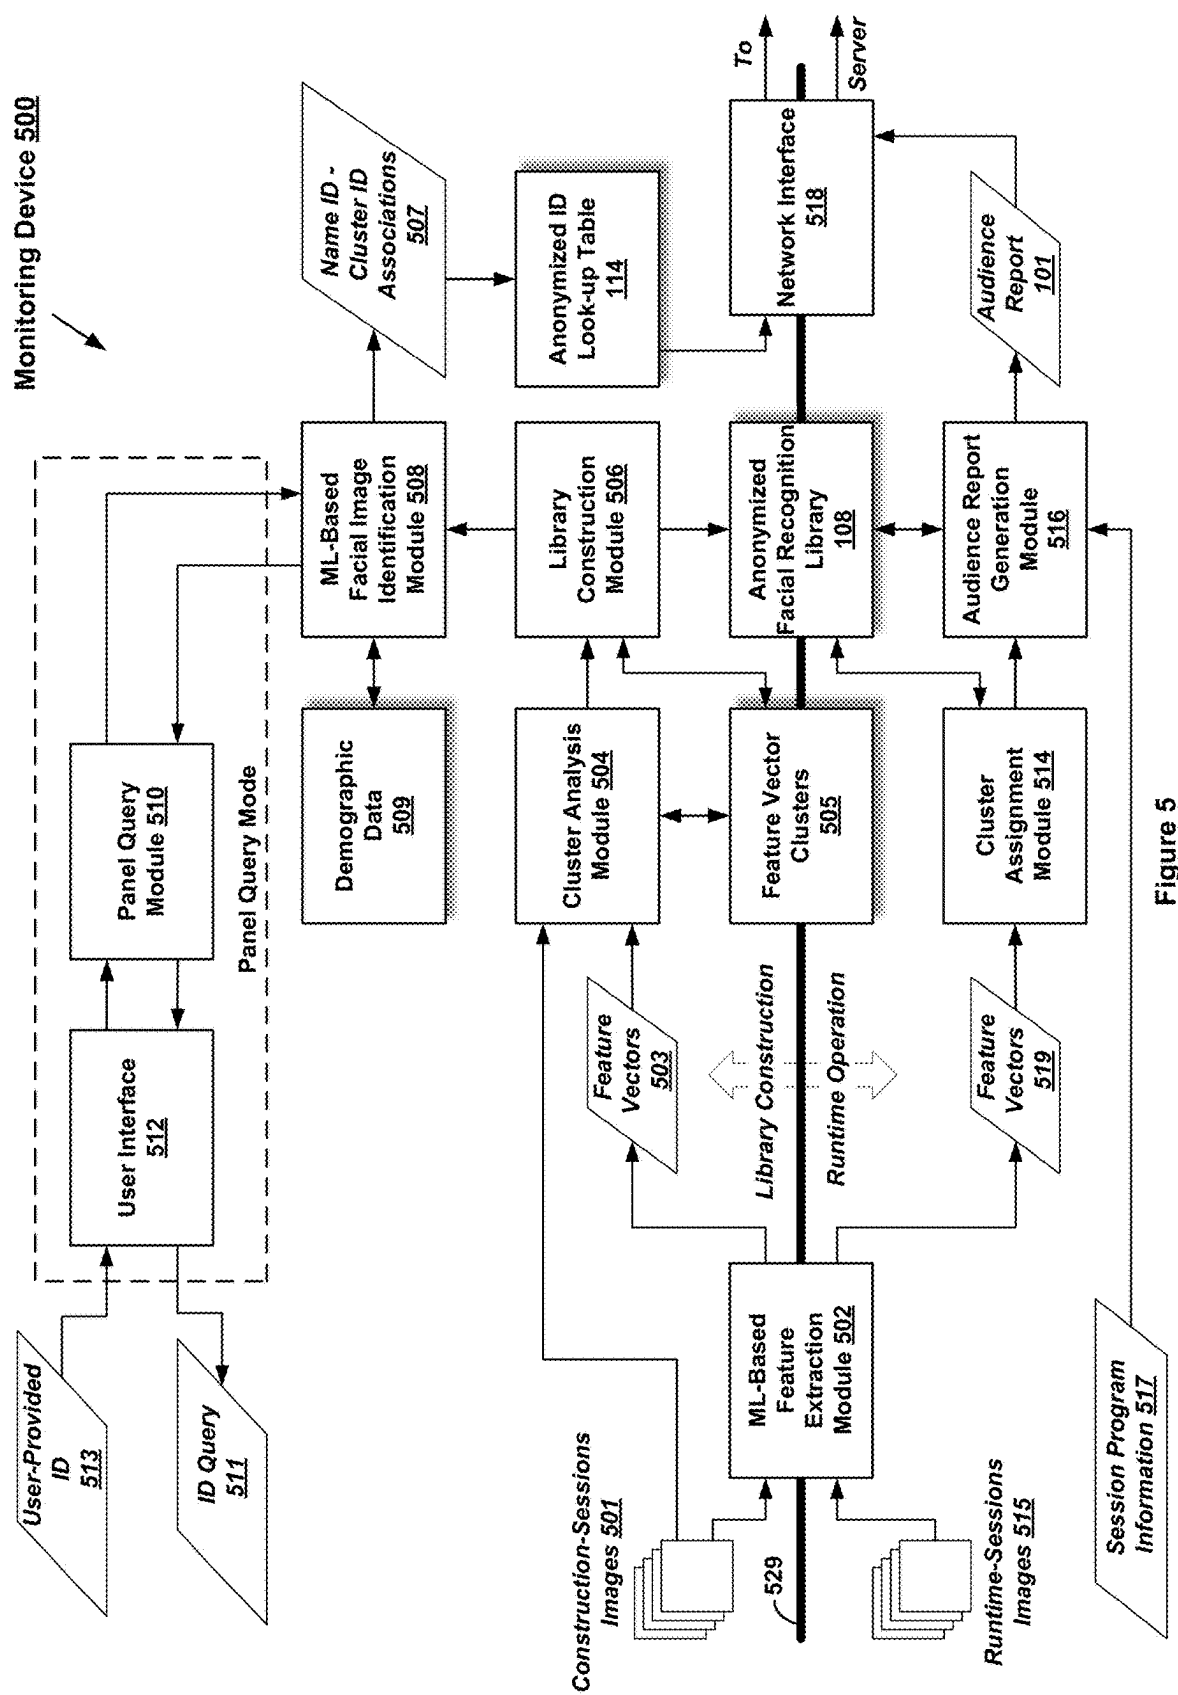 Monitoring Device 500
User-Provided
ID
513
ID Query
511
User Interface
512
Panel Query
Module 510
Panel Query Mode
Demographic
Data
509
ML-Based
Facial Image
Identification
Module 508
Name ID -
Cluster ID
Associations
507
Construction-Sessions
Images 501
Feature
Vectors
503
Cluster Analysis
Module 504
Library
Construction
Module 506
Anonymized ID
Look-up Table
114
529
ML-Based
Feature
Extraction
Module 502
Library Construction
Runtime Operation
Feature Vector
Clusters
505
Anonymized
Facial Recognition
Library
108
Network Interface
518
To
Server
Runtime-Sessions
Images 515
Feature
Vectors
519
Cluster
Assignment
Module 514
Audience Report
Generation
Module
516
Audience
Report
101
Session Program
Information 517
Figure 5